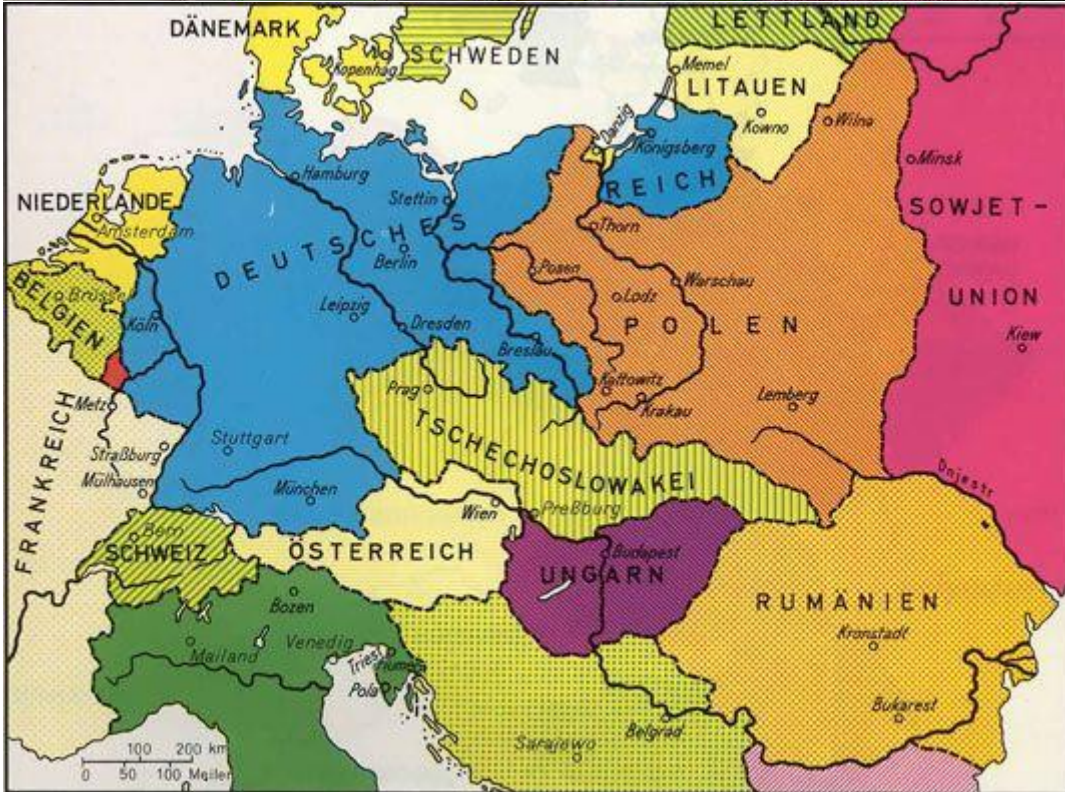 DÄNEMARK
Kopenhag
SCHWEDEN
LETTLAND
Memel
LITAUEN
Kowno
Wilna
Danzig
Königsberg
Minsk
SOWJET-
UNION
Kiew
Hamburg
Stettin
NIEDERLANDE
Amsterdam
DEUTSCHES
REICH
Berlin
Thorn
Posen
Warschau
Lodz
POLEN
BELGIEN
Brüsse
Köln
Leipzig
Dresden
Breslau
Kattowitz
Krakau
Lemberg
Prag
TSCHECHOSLOWAKEI
Metz
FRANKREICH
Straßburg
Mülhausen
Stuttgart
München
Wien
Preßburg
Dnjestr
Bern
SCHWEIZ
ÖSTERREICH
UNGARN
Budapest
RUMÄNIEN
Kronstadt
Bukarest
Bozen
Mailand
Venedig
Triest
Fiume
Pola
Belgrad
Sarajewo
100 200 km
0 50 100 Meilen